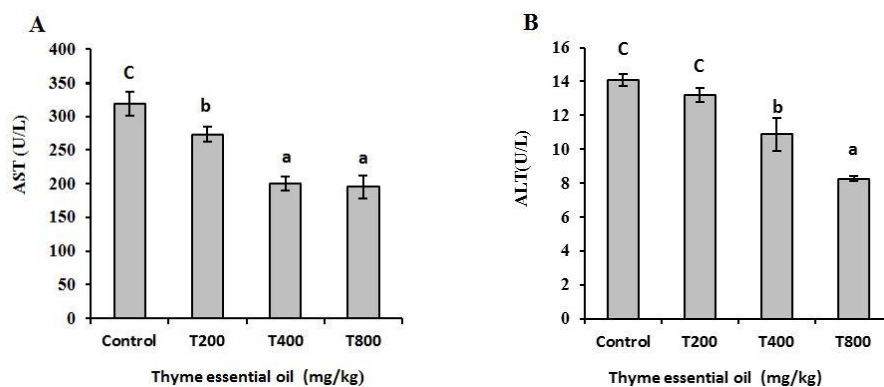 A
400
350
300
250
200
150
100
50
0
AST (U/L)
C
b
a
a
Control T200 T400 T800
Thyme essential oil (mg/kg)
B
16
14
12
10
8
6
4
2
0
ALT(U/L)
C
C
b
a
Control T200 T400 T800
Thyme essential oil (mg/kg)